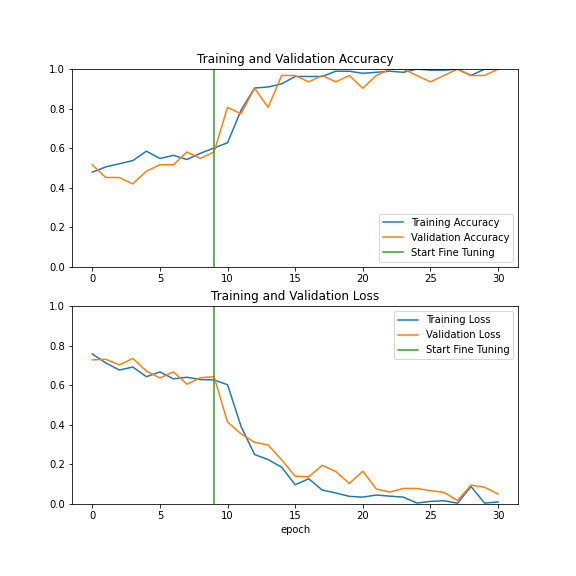 Training and Validation Accuracy
1.0
0.8
0.6
0.4
0.2
0.0
Training Accuracy
Validation Accuracy
Start Fine Tuning
0 5 10 15 20 25 30
Training and Validation Loss
1.0
0.8
0.6
0.4
0.2
0.0
Training Loss
Validation Loss
Start Fine Tuning
0 5 10 15 20 25 30
epoch